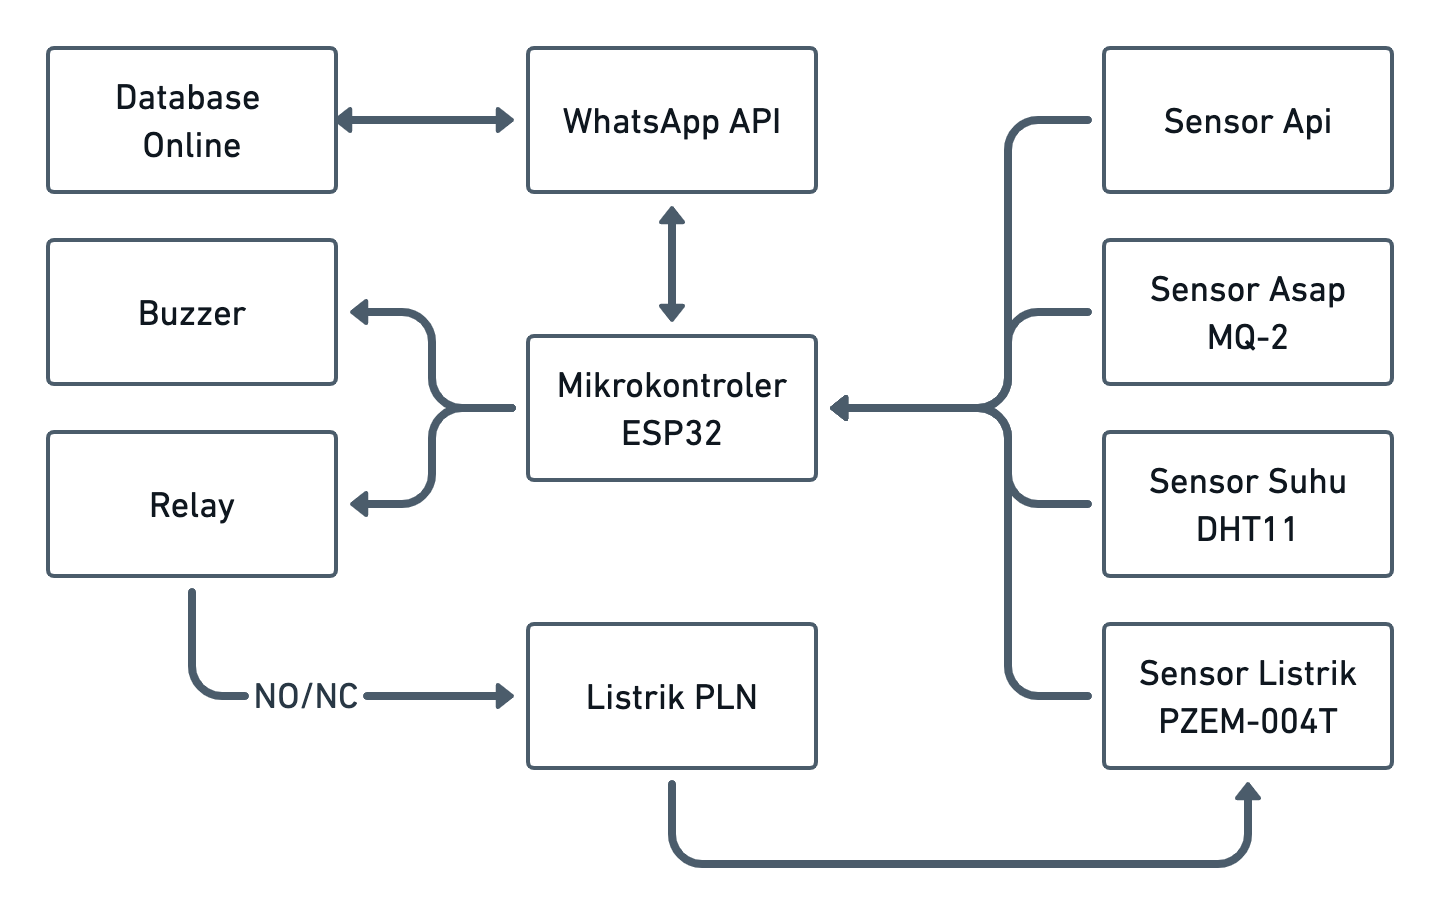 Database
Online
WhatsApp API
Sensor Api
Buzzer
Sensor Asap
MQ-2
Mikrokontroler
ESP32
Relay
Sensor Suhu
DHT11
NO/NC
Listrik PLN
Sensor Listrik
PZEM-004T